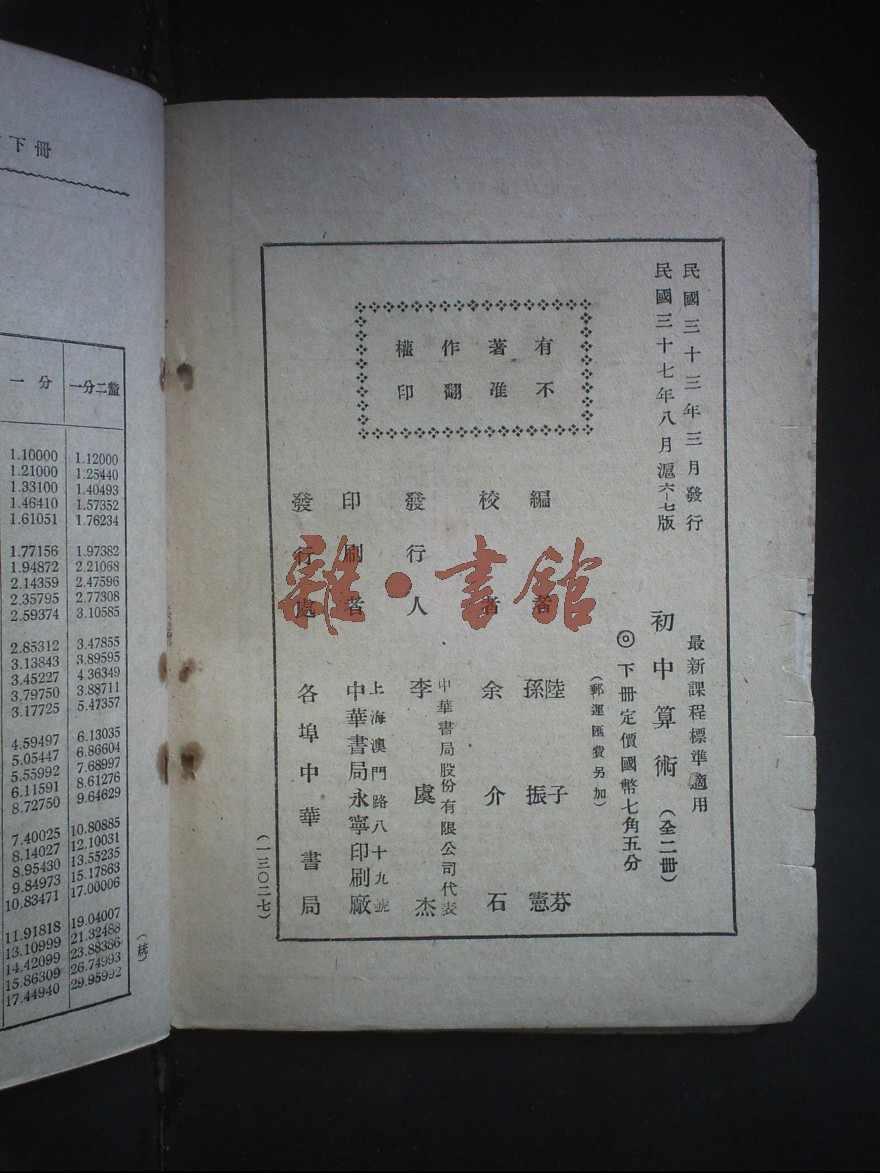 民國三十三年三月發行
民國三十七年八月滬六—七版
最新課程標準適用
初中算術（全二冊）
◎下冊定價國幣七角五分
（郵運匯費另加）
有著作權
不准翻印
編者 陸子芬 孫振憲
校者 余介石
發行人 中華書局股份有限公司代表 李虞杰
印刷者 上海澳門路八十九號 中華書局永寧印刷廠
發行處 各埠中華書局
（一三〇二七）
雜·書館
下冊
一分 一分二釐
1.10000 1.12000
1.21000 1.25440
1.33100 1.40493
1.46410 1.57352
1.61051 1.76234
1.77156 1.97382
1.94872 2.21068
2.14359 2.47596
2.35795 2.77308
2.59374 3.10585
2.85312 3.47855
3.13843 3.89595
3.45227 4.36349
3.79750 3.88711
3.17725 5.47357
4.59497 6.13035
5.05447 6.86604
5.55992 7.68997
6.11591 8.61276
8.72750 9.64629
7.40025 10.80885
8.14027 12.10031
8.95430 13.55235
9.84973 15.17863
10.83471 17.00006
11.91818 19.04007
13.10999 21.32488
14.42099 23.88386
15.86309 26.74993
17.44940 29.95992